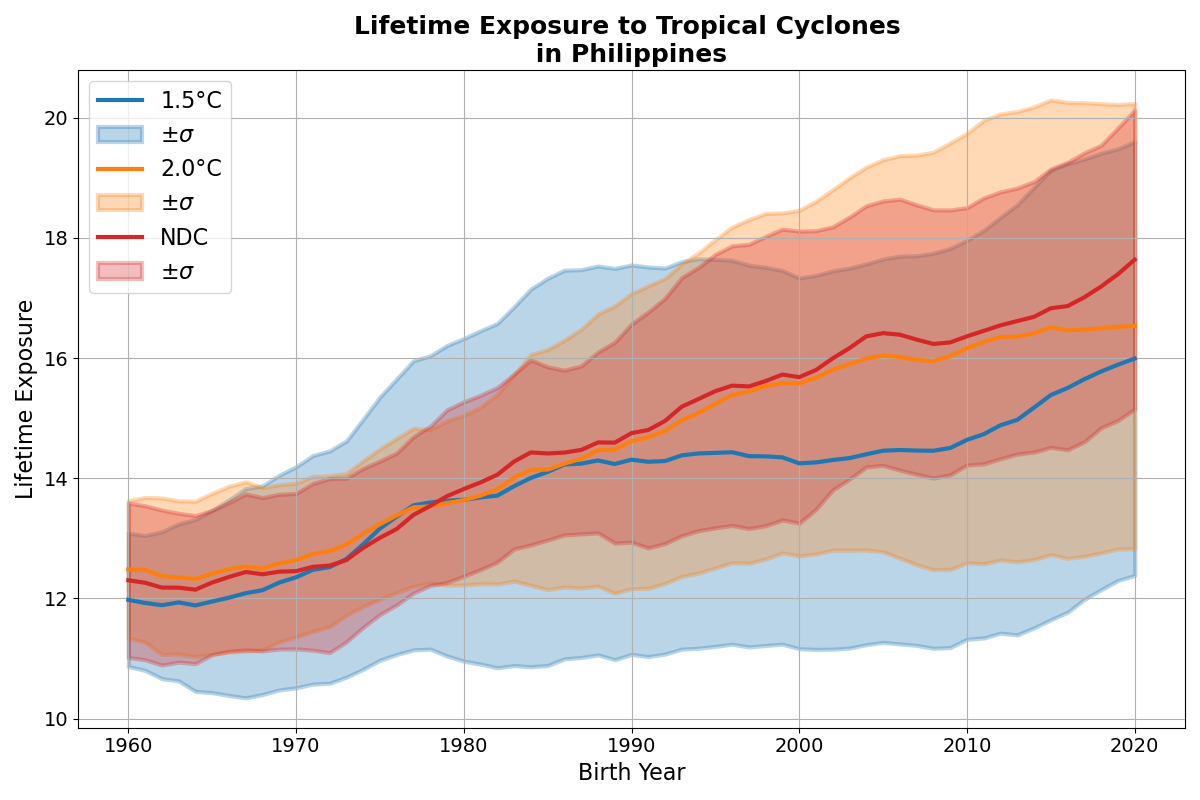 Lifetime Exposure to Tropical Cyclones
in Philippines
1.5°C
±σ
2.0°C
±σ
NDC
±σ
Lifetime Exposure
20
18
16
14
12
10
1960
1970
1980
1990
2000
2010
2020
Birth Year